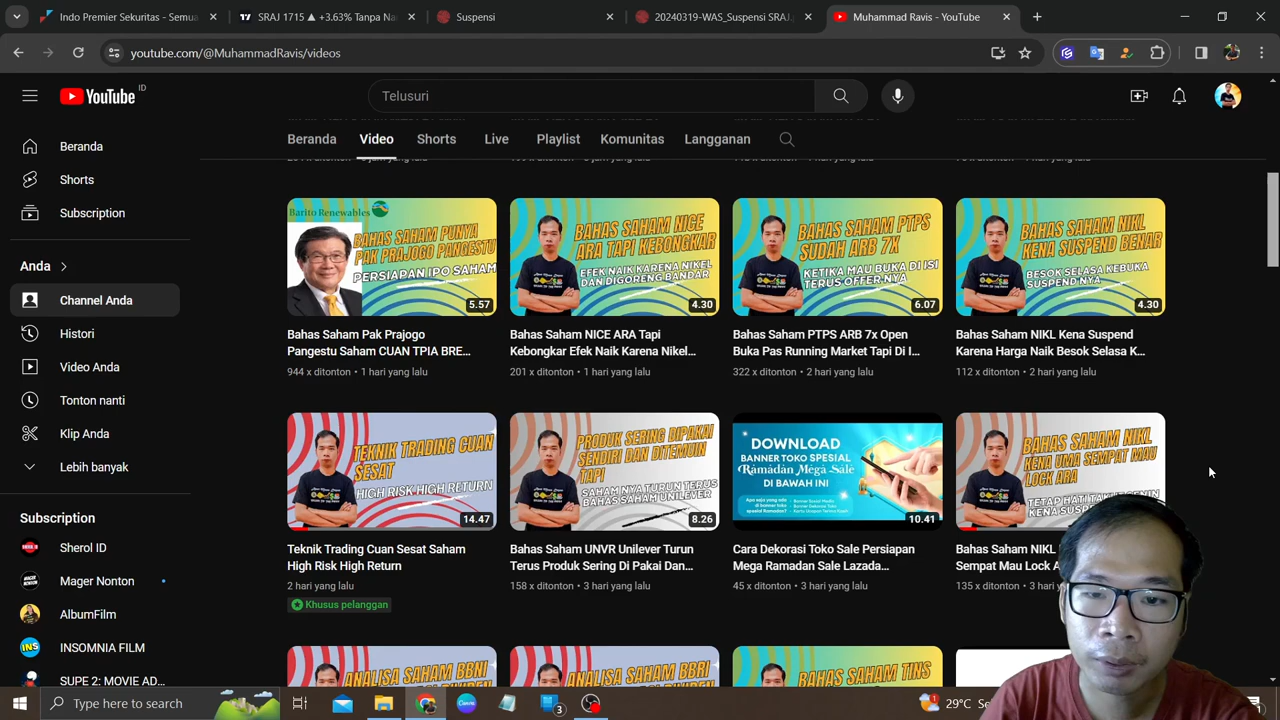 Indo Premier Sekuritas - Semua
SRAJ 1715 ▲ +3.63% Tanpa Na
Suspensi
20240319-WAS_Suspensi SRAJ.
Muhammad Ravis - YouTube
youtube.com/@MuhammadRavis/videos
YouTube ID
Telusuri
Beranda
Video
Shorts
Live
Playlist
Komunitas
Langganan
Beranda
Shorts
Subscription
Anda
Channel Anda
Histori
Video Anda
Tonton nanti
Klip Anda
Lebih banyak
Subscription
Sherol ID
Mager Nonton
AlbumFilm
INSOMNIA FILM
SUPE 2: MOVIE AD...
Barito Renewables
BAHAS SAHAM PUNYA
PAK PRAJOGO PANGESTU
PERSIAPAN IPO SAHAM
5.57
Bahas Saham Pak Prajogo
Pangestu Saham CUAN TPIA BRE...
944 x ditonton • 1 hari yang lalu
BAHAS SAHAM NICE
ARA TAPI KEBONGKAR
EFEK NAIK KARENA NIKEL
DAN DIGORENG BANDAR
4.30
Bahas Saham NICE ARA Tapi
Kebongkar Efek Naik Karena Nikel...
201 x ditonton • 1 hari yang lalu
BAHAS SAHAM PTPS
SUDAH ARB 7X
KETIKA MAU BUKA DI ISI
TERUS OFFER.NYA
6.07
Bahas Saham PTPS ARB 7x Open
Buka Pas Running Market Tapi Di I...
322 x ditonton • 2 hari yang lalu
BAHAS SAHAM NIKL
KENA SUSPEND BENAR
BESOK SELASA KEBUKA
SUSPEND NYA
4.30
Bahas Saham NIKL Kena Suspend
Karena Harga Naik Besok Selasa K...
112 x ditonton • 2 hari yang lalu
TEKNIK TRADING CUAN
SESAT
HIGH RISK HIGH RETURN
14.47
Teknik Trading Cuan Sesat Saham
High Risk High Return
2 hari yang lalu
Khusus pelanggan
PRODUK SERING DIPAKAI
SENDIRI DAN DITEMUIN
TAPI
SAHAM NYA TURUN TERUS
BAHASSAHAM UNILEVER
8.26
Bahas Saham UNVR Unilever Turun
Terus Produk Sering Di Pakai Dan...
158 x ditonton • 3 hari yang lalu
DOWNLOAD
BANNER TOKO SPESIAL
Ramadan Mega Sale
DI BAWAH INI
10.41
Cara Dekorasi Toko Sale Persiapan
Mega Ramadan Sale Lazada...
45 x ditonton • 3 hari yang lalu
BAHAS SAHAM NIKL
KENA UMA SEMPAT MAU
LOCK ARA
KENA SUSPEN
Bahas Saham NIKL
Sempat Mau Lock A
135 x ditonton • 3 h
ANALISA SAHAM BBNI
ANALISA SAHAM BBRI
BAHAS SAHAM TINS
Type here to search
3
1
29°C